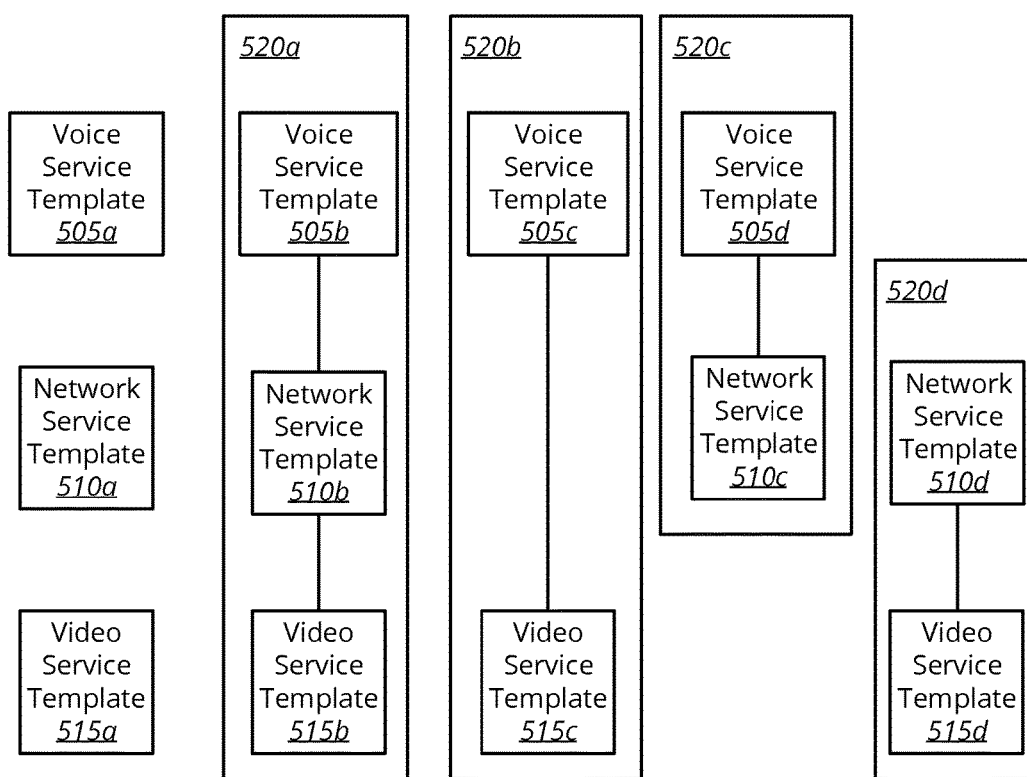 520a
520b
520c
Voice
Service
Template
505a
Voice
Service
Template
505b
Voice
Service
Template
505c
Voice
Service
Template
505d
520d
Network
Service
Template
510a
Network
Service
Template
510b
Network
Service
Template
510c
Network
Service
Template
510d
Video
Service
Template
515a
Video
Service
Template
515b
Video
Service
Template
515c
Video
Service
Template
515d